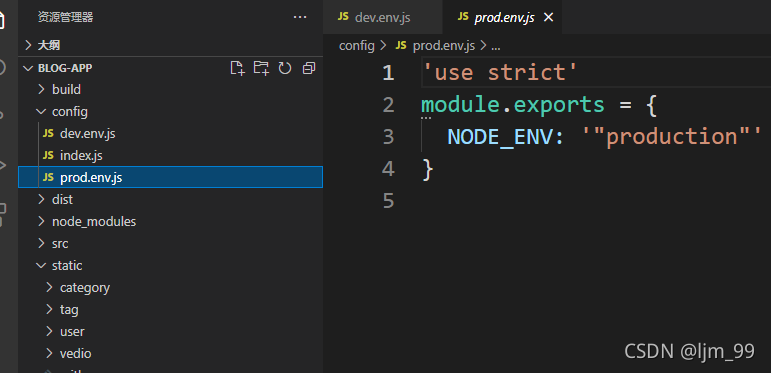 资源管理器
大纲
BLOG-APP
build
config
JS dev.env.js
JS index.js
JS prod.env.js
dist
node_modules
src
static
category
tag
user
vedio
JS dev.env.js
JS prod.env.js
config > JS prod.env.js > ...
1 'use strict'
2 module.exports = {
3 NODE_ENV: '"production"'
4 }
5
CSDN @ljm_99